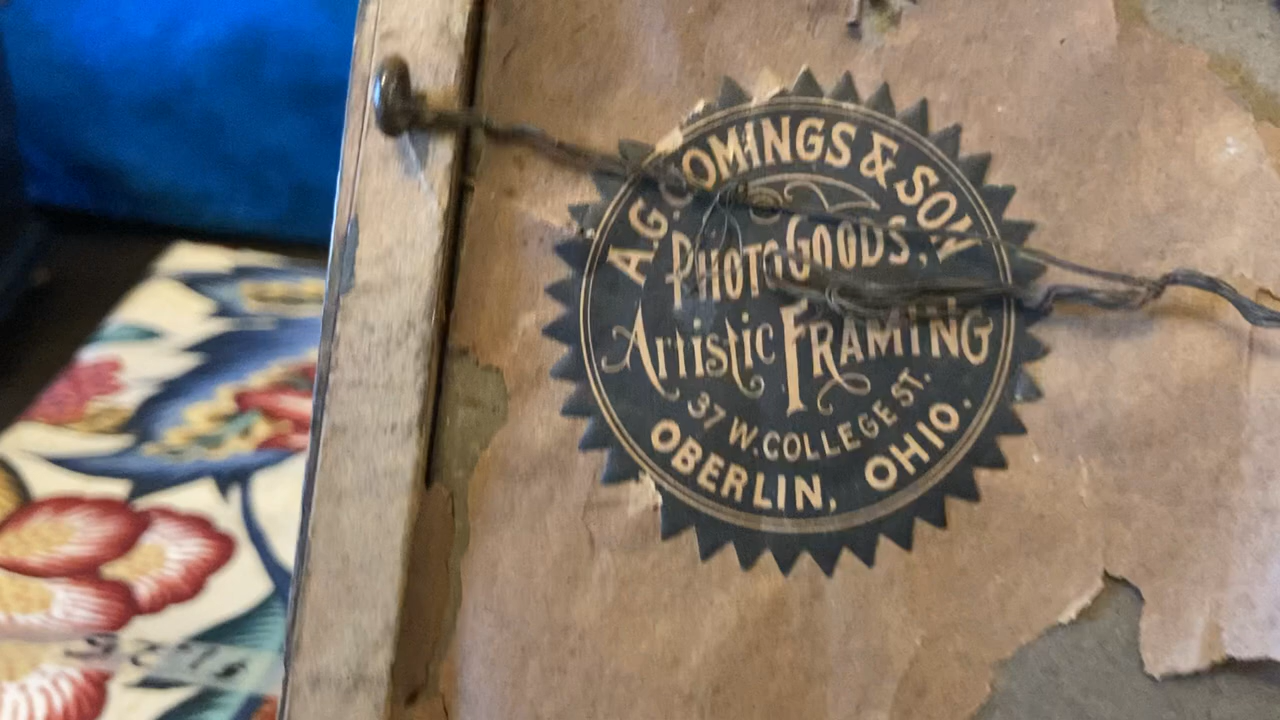 A.G. COMINGS & SON
PHOTO GOODS,
Artistic FRAMING
37 W. COLLEGE ST.
OBERLIN, OHIO.